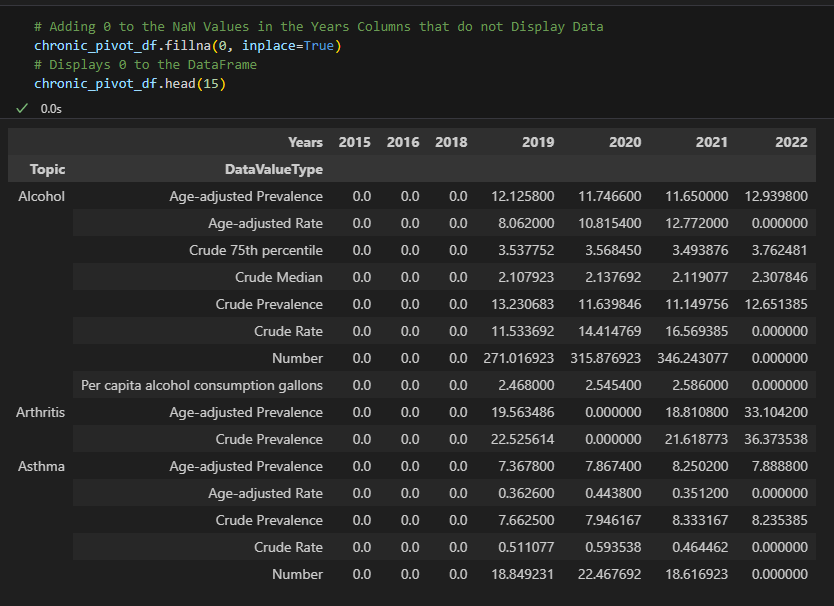 # Adding 0 to the NaN Values in the Years Columns that do not Display Data
chronic_pivot_df.fillna(0, inplace=True)
# Displays 0 to the DataFrame
chronic_pivot_df.head(15)
✓ 0.0s
Years 2015 2016 2018 2019 2020 2021 2022
Topic DataValueType
Alcohol Age-adjusted Prevalence 0.0 0.0 0.0 12.125800 11.746600 11.650000 12.939800
Age-adjusted Rate 0.0 0.0 0.0 8.062000 10.815400 12.772000 0.000000
Crude 75th percentile 0.0 0.0 0.0 3.537752 3.568450 3.493876 3.762481
Crude Median 0.0 0.0 0.0 2.107923 2.137692 2.119077 2.307846
Crude Prevalence 0.0 0.0 0.0 13.230683 11.639846 11.149756 12.651385
Crude Rate 0.0 0.0 0.0 11.533692 14.414769 16.569385 0.000000
Number 0.0 0.0 0.0 271.016923 315.876923 346.243077 0.000000
Per capita alcohol consumption gallons 0.0 0.0 0.0 2.468000 2.545400 2.586000 0.000000
Arthritis Age-adjusted Prevalence 0.0 0.0 0.0 19.563486 0.000000 18.810800 33.104200
Crude Prevalence 0.0 0.0 0.0 22.525614 0.000000 21.618773 36.373538
Asthma Age-adjusted Prevalence 0.0 0.0 0.0 7.367800 7.867400 8.250200 7.888800
Age-adjusted Rate 0.0 0.0 0.0 0.362600 0.443800 0.351200 0.000000
Crude Prevalence 0.0 0.0 0.0 7.662500 7.946167 8.333167 8.235385
Crude Rate 0.0 0.0 0.0 0.511077 0.593538 0.464462 0.000000
Number 0.0 0.0 0.0 18.849231 22.467692 18.616923 0.000000